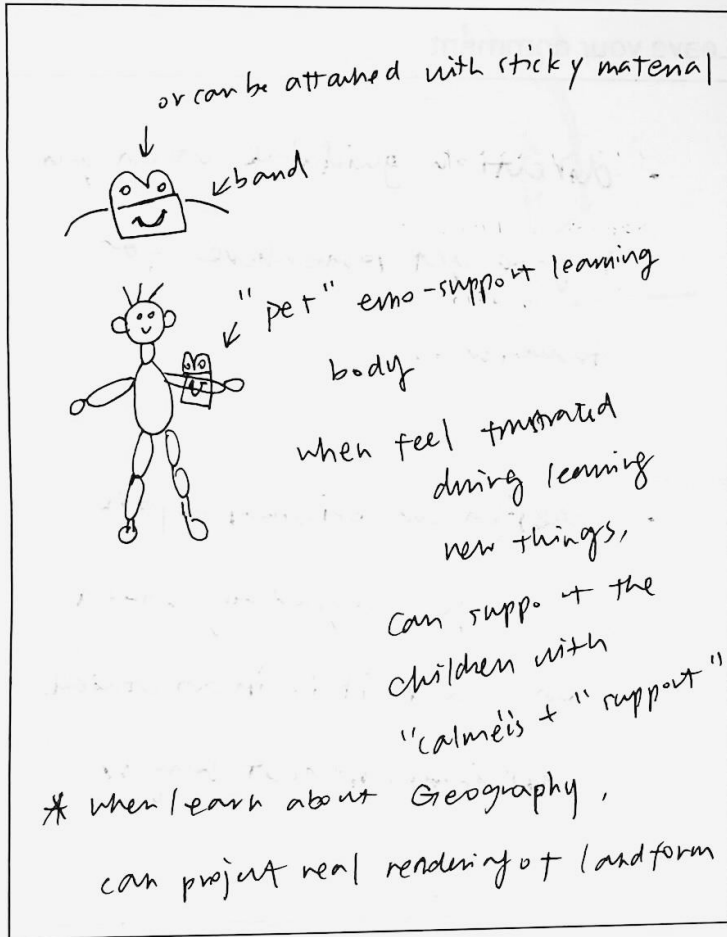 or can be attached with sticky material
band
"pet" emo-support learning
body
when feel frustrated
during learning
new things,
can support the
children with
"calmeis" + "support"
* when learn about Geography,
can project real rendering of landform